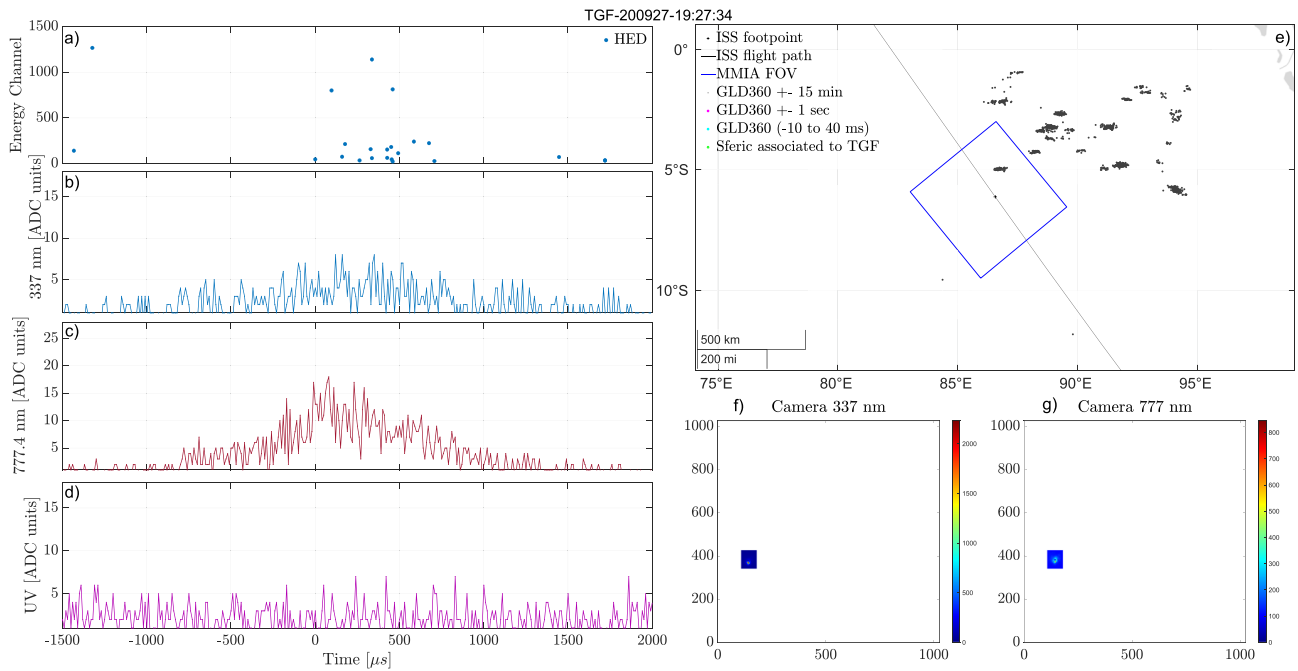 TGF-200927-19:27:34
a)
HED
Energy Channel
1500
1000
500
0
b)
337 nm [ADC units]
15
10
5
c)
777.4 nm [ADC units]
25
20
15
10
5
d)
UV [ADC units]
15
10
5
-1500
-1000
-500
0
500
1000
1500
2000
Time [μs]
e)
ISS footpoint
ISS flight path
MMIA FOV
GLD360 +- 15 min
GLD360 +- 1 sec
GLD360 (-10 to 40 ms)
Sferic associated to TGF
0°
5°S
10°S
500 km
200 mi
75°E
80°E
85°E
90°E
95°E
f)
Camera 337 nm
1000
800
600
400
200
0
0
500
1000
2000
1500
1000
500
0
g)
Camera 777 nm
1000
800
600
400
200
0
0
500
1000
800
700
600
500
400
300
200
100
0